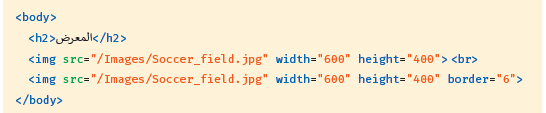 <body>
<h2>المعرض</h2>
<img src="/Images/Soccer_field.jpg" width="600" height="400"><br>
<img src="/Images/Soccer_field.jpg" width="600" height="400" border="6">
</body>